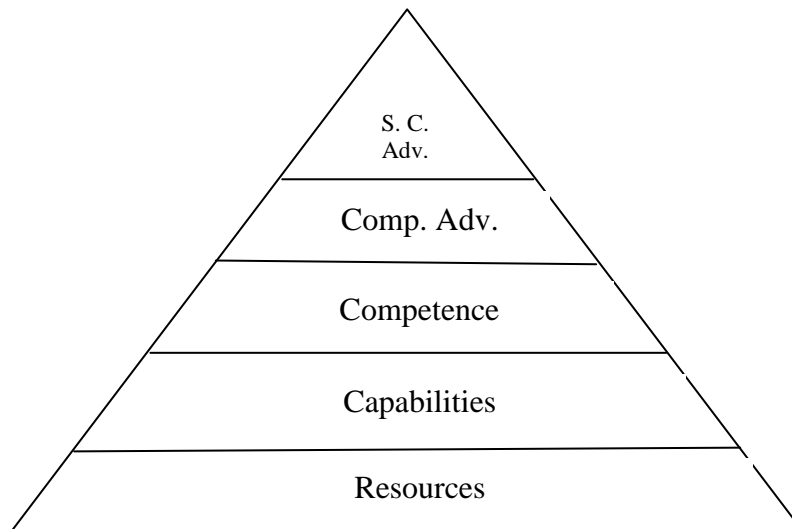 S. C.
Adv.
Comp. Adv.
Competence
Capabilities
Resources